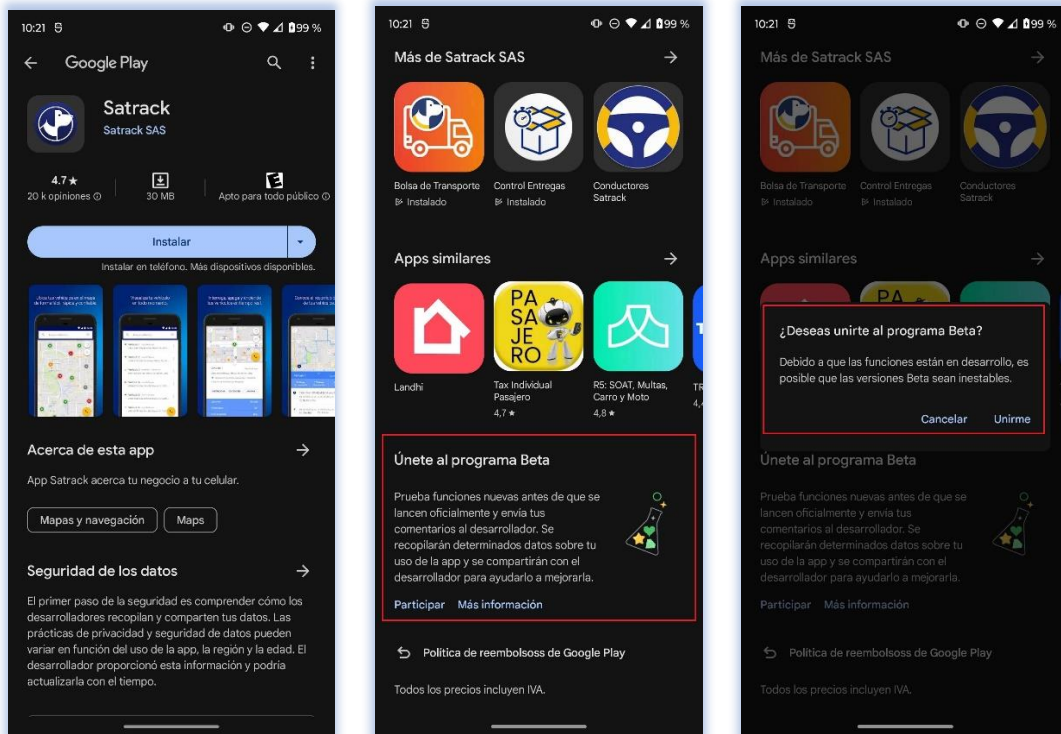 10:21
99 %
Google Play
Satrack
Satrack SAS
4.7★
20 k opiniones
30 MB
E
Apto para todo público
Instalar
Instalar en teléfono. Más dispositivos disponibles.
Acerca de esta app
App Satrack acerca tu negocio a tu celular.
Mapas y navegación
Maps
Seguridad de los datos
El primer paso de la seguridad es comprender cómo los
desarrolladores recopilan y comparten tus datos. Las
prácticas de privacidad y seguridad de datos pueden
variar en función del uso de la app, la región y la edad. El
desarrollador proporcionó esta información y podría
actualizarla con el tiempo.
10:21
99 %
Más de Satrack SAS
Bolsa de Transporte
Instalado
Control Entregas
Instalado
Conductores
Satrack
Apps similares
PA
SA
JE
RO
Landhi
Tax Individual
Pasajero
4,7 ★
R5: SOAT, Multas,
Carro y Moto
4,8 ★
TR
4,4
Únete al programa Beta
Prueba funciones nuevas antes de que se
lancen oficialmente y envía tus
comentarios al desarrollador. Se
recopilarán determinados datos sobre tu
uso de la app y se compartirán con el
desarrollador para ayudarlo a mejorarla.
Participar
Más información
Política de reembolsoss de Google Play
Todos los precios incluyen IVA.
10:21
99 %
Más de Satrack SAS
Bolsa de Transporte
Instalado
Control Entregas
Instalado
Conductores
Satrack
Apps similares
PA
¿Deseas unirte al programa Beta?
Debido a que las funciones están en desarrollo, es
posible que las versiones Beta sean inestables.
Cancelar
Unirme
Únete al programa Beta
Prueba funciones nuevas antes de que se
lancen oficialmente y envía tus
comentarios al desarrollador. Se
recopilarán determinados datos sobre tu
uso de la app y se compartirán con el
desarrollador para ayudarlo a mejorarla.
Participar
Más información
Política de reembolsoss de Google Play
Todos los precios incluyen IVA.